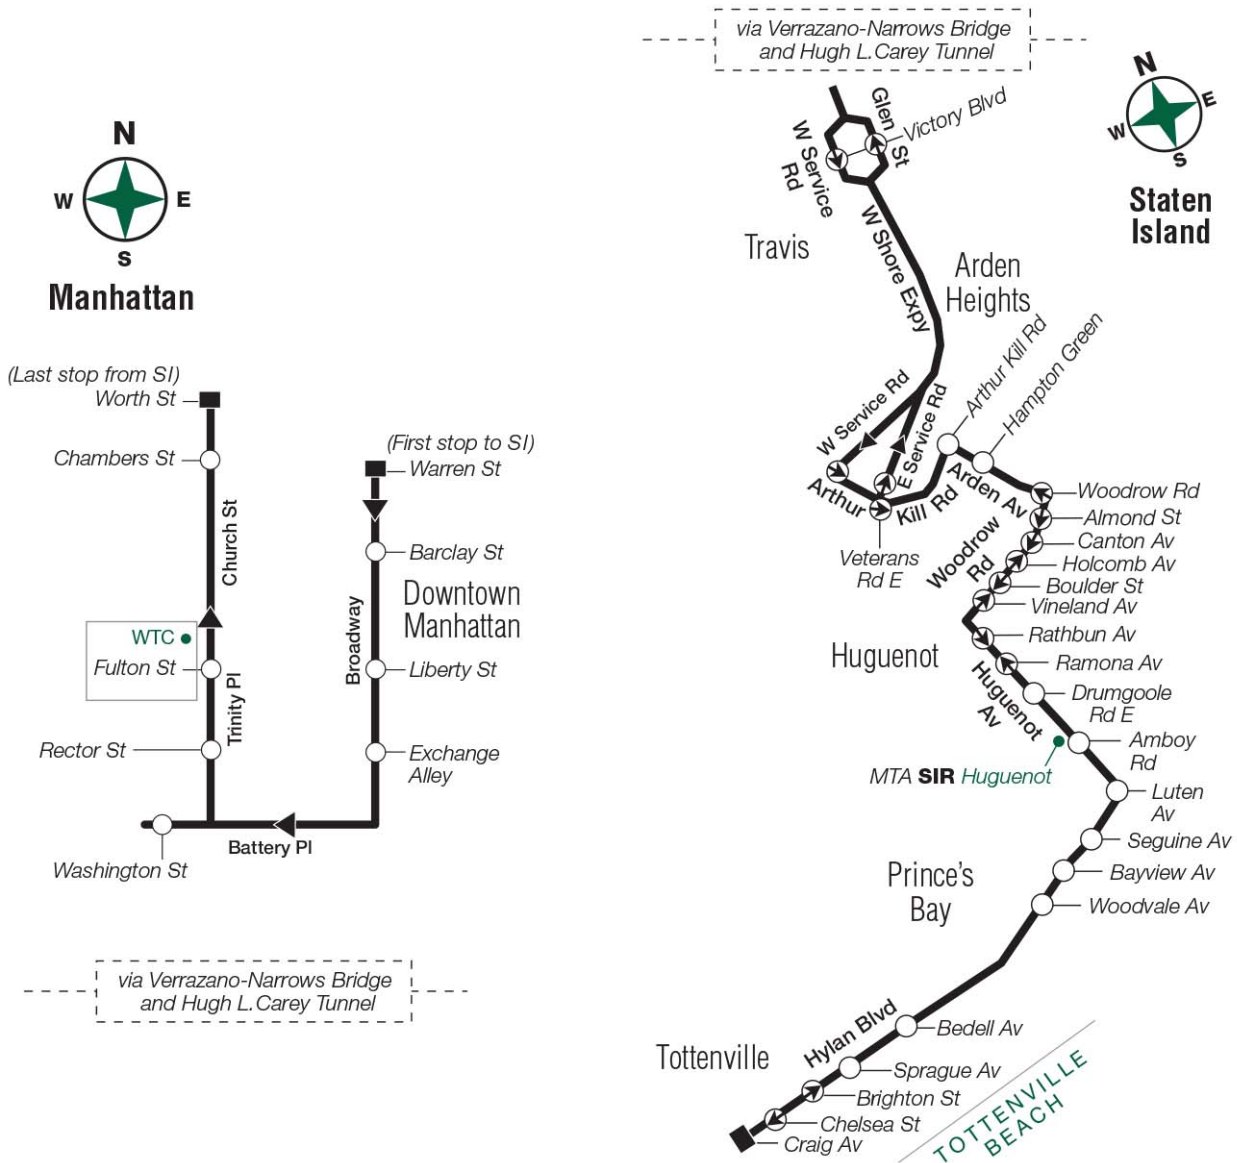 N
W
E
S
Manhattan
(Last stop from SI)
Worth St
Chambers St
Church St
WTC
Fulton St
Trinity Pl
Rector St
Washington St
Battery Pl
(First stop to SI)
Warren St
Barclay St
Downtown
Manhattan
Broadway
Liberty St
Exchange
Alley
via Verrazano-Narrows Bridge
and Hugh L. Carey Tunnel
via Verrazano-Narrows Bridge
and Hugh L. Carey Tunnel
N
E
W
S
Staten
Island
Glen St
Victory Blvd
W Service
Rd
Travis
W Shore Expy
Arden
Heights
W Service Rd
E Service Rd
Arthur Kill Rd
Hampton Green
Arthur Kill Rd
Arden Av
Veterans
Rd E
Woodrow Rd
Almond St
Canton Av
Holcomb Av
Boulder St
Vineland Av
Woodrow
Rd
Rathbun Av
Ramona Av
Huguenot
Huguenot
Av
Drumgoole
Rd E
Amboy
Rd
MTA SIR Huguenot
Luten
Av
Seguine Av
Bayview Av
Woodvale Av
Prince's
Bay
Hylan Blvd
Bedell Av
Tottenville
Sprague Av
Brighton St
Chelsea St
Craig Av
TOTTENVILLE
BEACH